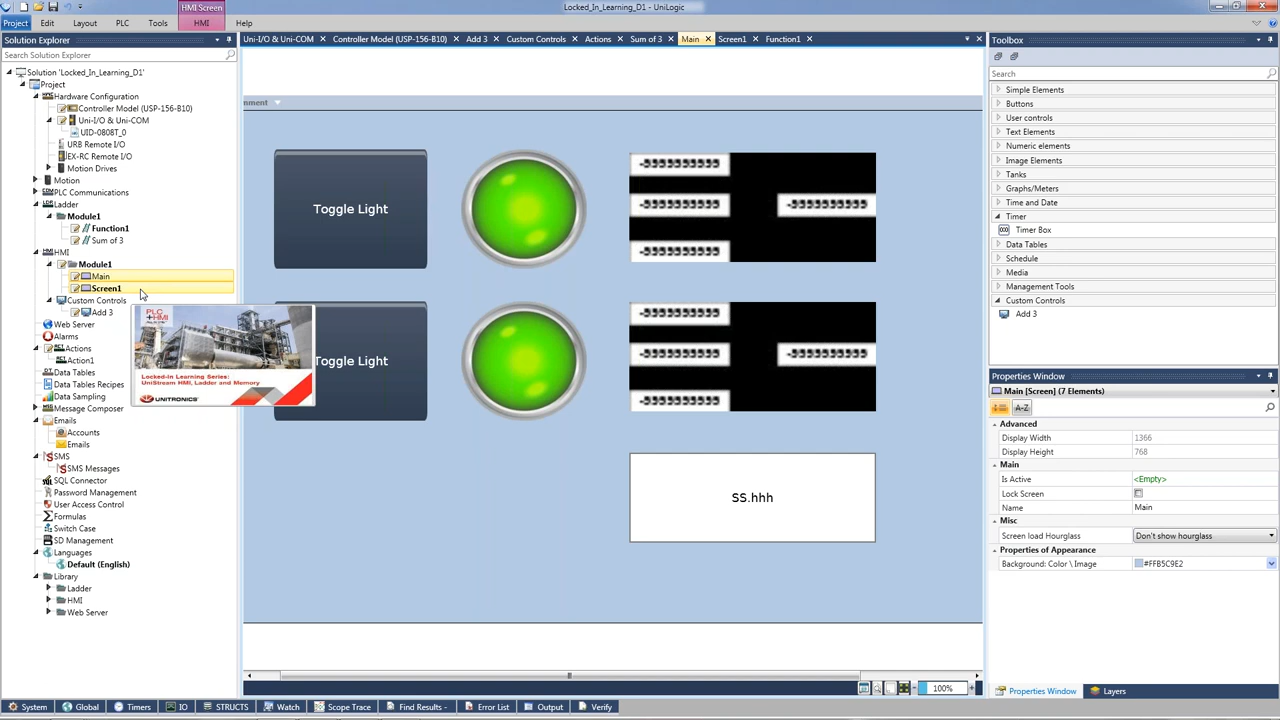 HMI Screen
Locked_In_Learning_D1* - UniLogic
Project Edit Layout PLC Tools HMI Help
Solution Explorer
Search Solution Explorer
Solution 'Locked_In_Learning_D1'
Project
Hardware Configuration
Controller Model (USP-156-B10)
Uni-I/O & Uni-COM
UID-0808T_0
URB Remote I/O
EX-RC Remote I/O
Motion Drives
Motion
PLC Communications
Ladder
Module1
Function1
Sum of 3
HMI
Module1
Main
Screen1
Custom Controls
Add 3
Web Server
Alarms
Actions
Action1
Data Tables
Data Tables Recipes
Data Sampling
Message Composer
Emails
Accounts
Emails
SMS
SMS Messages
SQL Connector
Password Management
User Access Control
Formulas
Switch Case
SD Management
Languages
Default (English)
Library
Ladder
HMI
Web Server
PLC
+HMI
Locked-In Learning Series:
UniStream HMI, Ladder and Memory
UNITRONICS
Uni-I/O & Uni-COM Controller Model (USP-156-B10) Add 3 Custom Controls Actions Sum of 3 Main Screen1 Function1
nment
Toggle Light
Toggle Light
SS.hhh
100%
Toolbox
Search
Simple Elements
Buttons
User controls
Text Elements
Numeric elements
Image Elements
Tanks
Graphs/Meters
Time and Date
Timer
Timer Box
Data Tables
Schedule
Media
Management Tools
Custom Controls
Add 3
Properties Window
Main [Screen] (7 Elements)
A-Z
Advanced
Display Width 1366
Display Height 768
Main
Is Active <Empty>
Lock Screen
Name Main
Misc
Screen load Hourglass Don't show hourglass
Properties of Appearance
Background: Color \ Image #FFB5C9E2
Properties Window Layers
System Global Timers IO STRUCTS Watch Scope Trace Find Results - Error List Output Verify